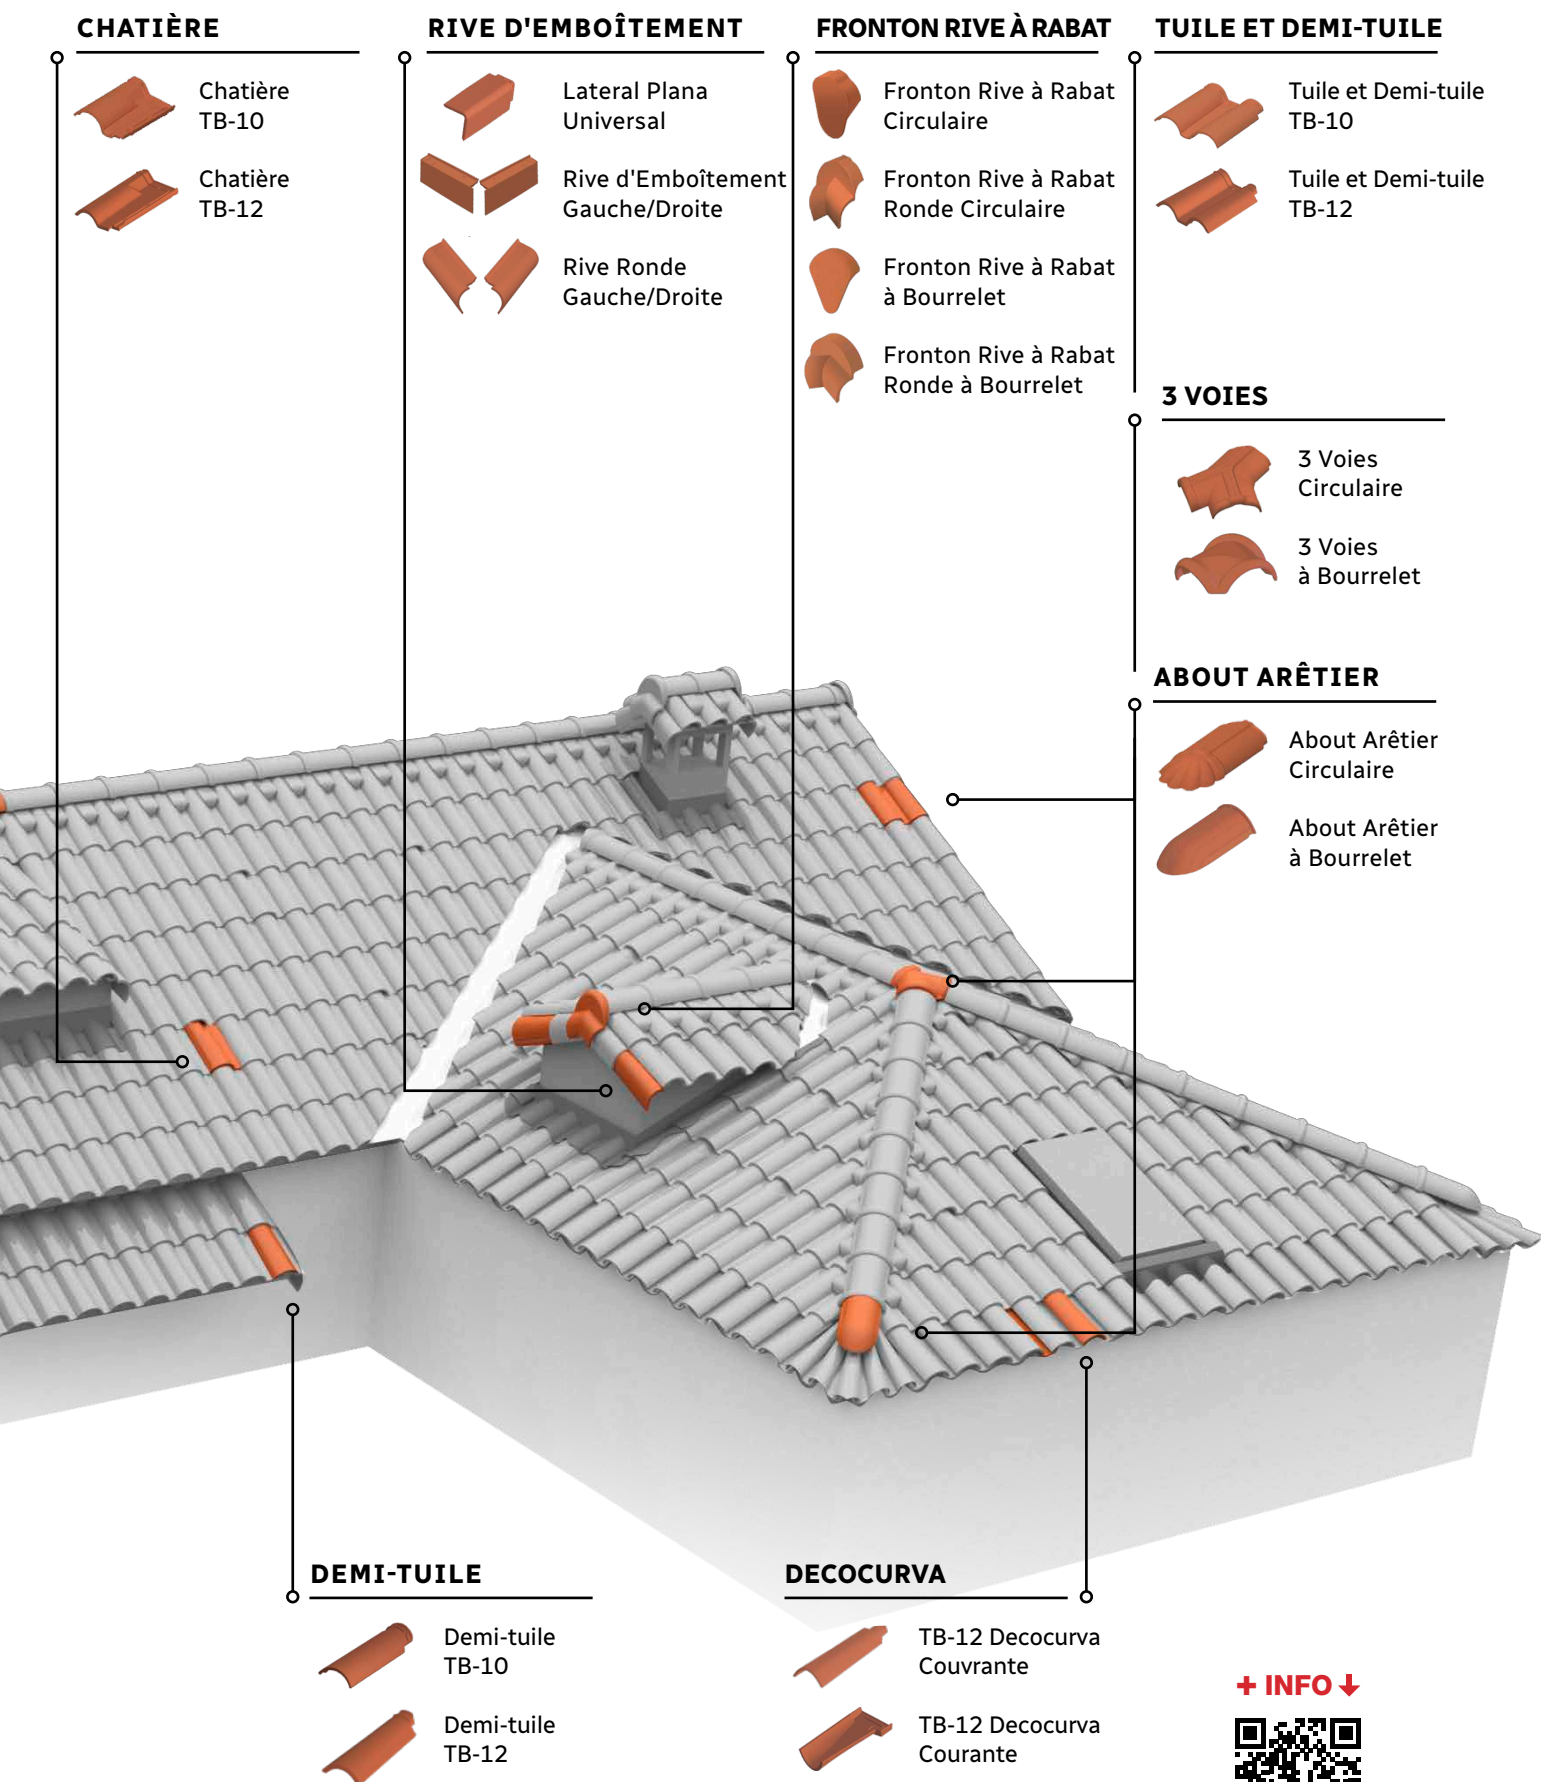 CHATIÈRE
Chatière
TB-10
Chatière
TB-12
RIVE D'EMBOÎTEMENT
Lateral Plana
Universal
Rive d'Emboîtement
Gauche/Droite
Rive Ronde
Gauche/Droite
FRONTON RIVE À RABAT
Fronton Rive à Rabat
Circulaire
Fronton Rive à Rabat
Ronde Circulaire
Fronton Rive à Rabat
à Bourrelet
Fronton Rive à Rabat
Ronde à Bourrelet
TUILE ET DEMI-TUILE
Tuile et Demi-tuile
TB-10
Tuile et Demi-tuile
TB-12
3 VOIES
3 Voies
Circulaire
3 Voies
à Bourrelet
ABOUT ARÊTIER
About Arêtier
Circulaire
About Arêtier
à Bourrelet
DEMI-TUILE
Demi-tuile
TB-10
Demi-tuile
TB-12
DECOCURVA
TB-12 Decocurva
Couvrante
TB-12 Decocurva
Courante
+ INFO